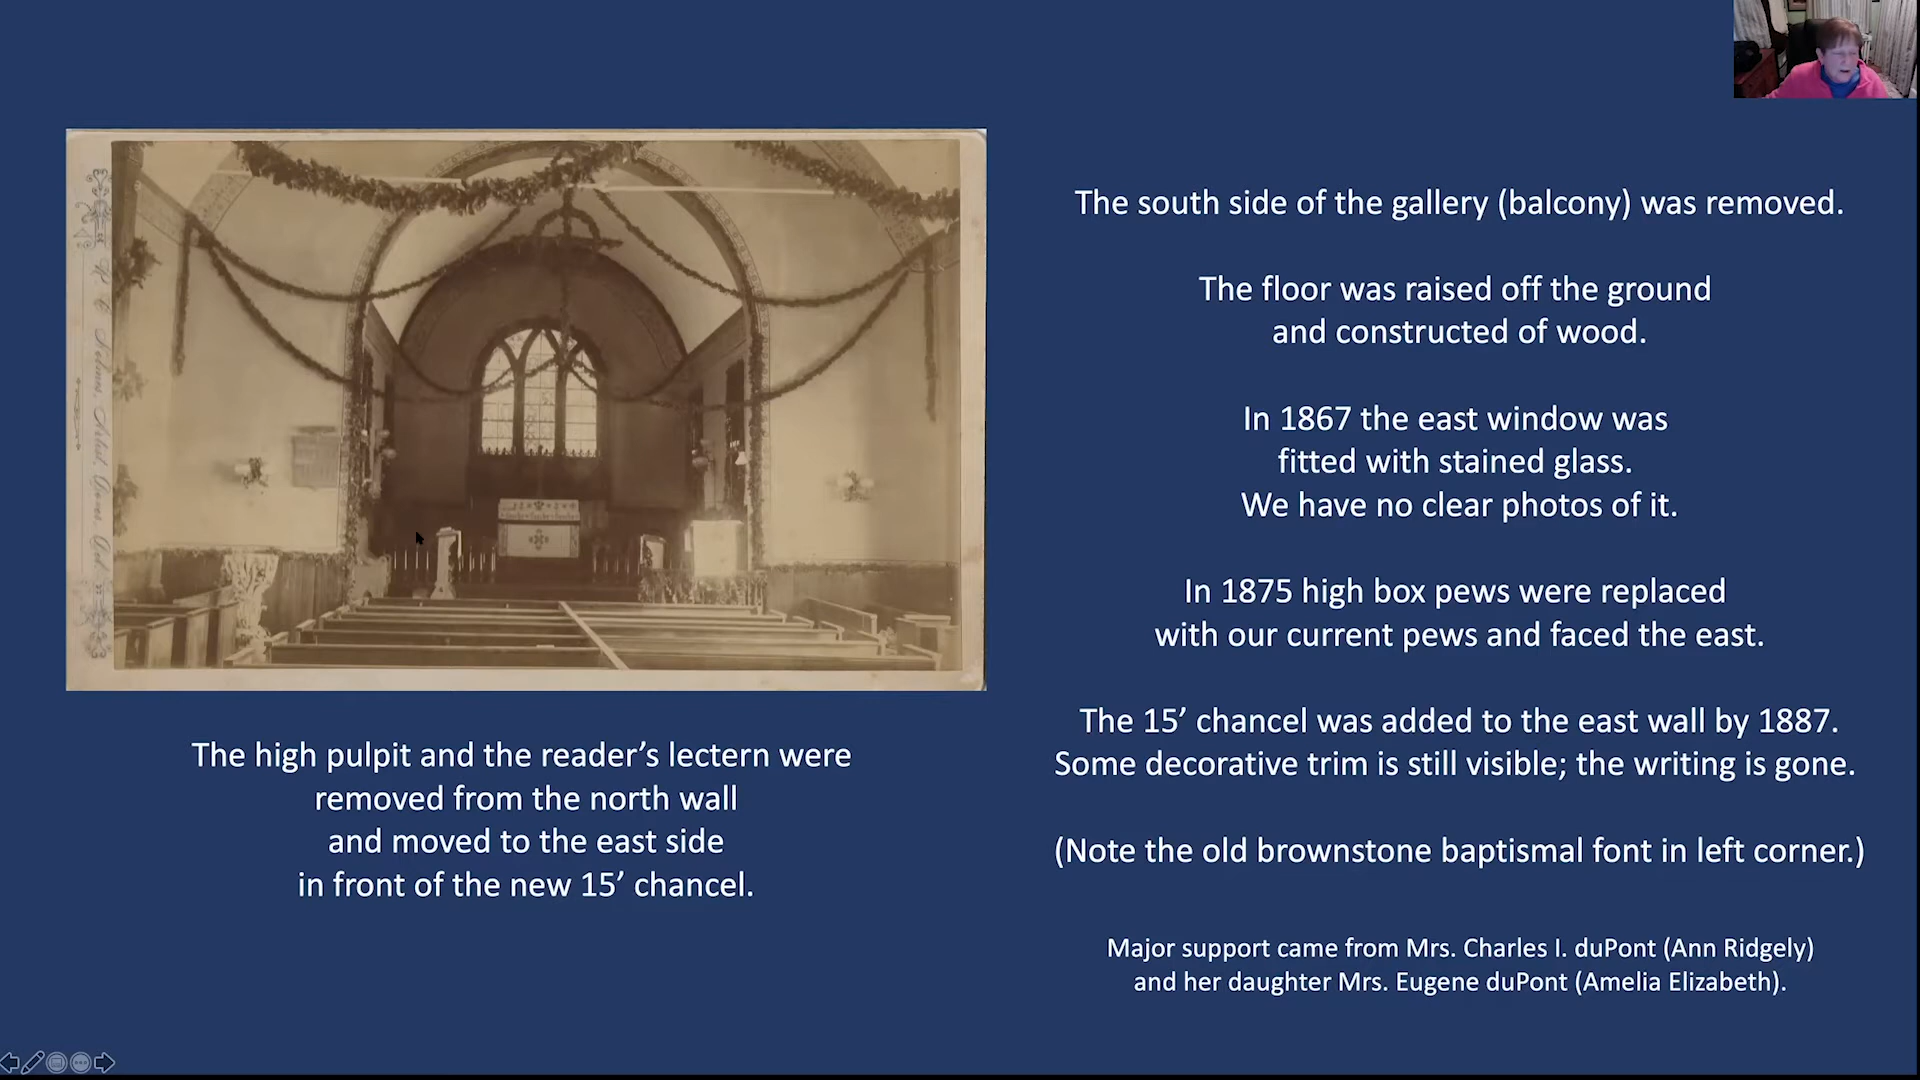 The south side of the gallery (balcony) was removed.
The floor was raised off the ground
and constructed of wood.
In 1867 the east window was
fitted with stained glass.
We have no clear photos of it.
In 1875 high box pews were replaced
with our current pews and faced the east.
The 15’ chancel was added to the east wall by 1887.
Some decorative trim is still visible; the writing is gone.
(Note the old brownstone baptismal font in left corner.)
Major support came from Mrs. Charles I. duPont (Ann Ridgely)
and her daughter Mrs. Eugene duPont (Amelia Elizabeth).
The high pulpit and the reader’s lectern were
removed from the north wall
and moved to the east side
in front of the new 15’ chancel.